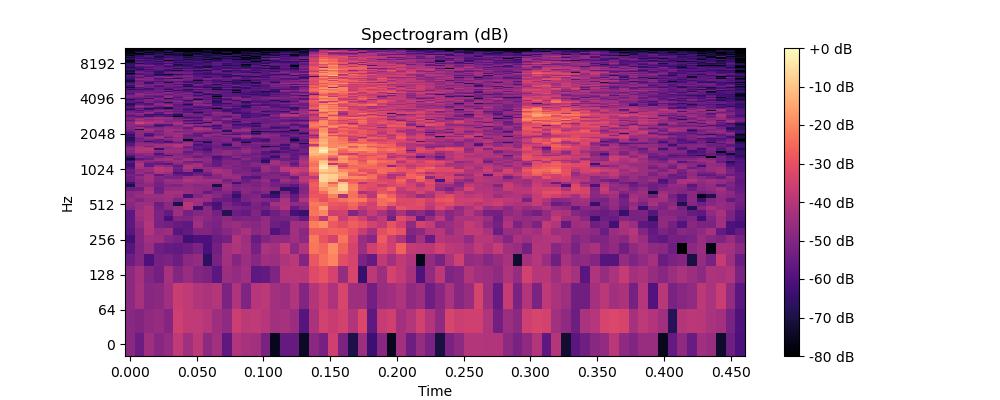 Spectrogram (dB)
8192
4096
2048
1024
512
256
128
64
0
Hz
0.000 0.050 0.100 0.150 0.200 0.250 0.300 0.350 0.400 0.450
Time
+0 dB
-10 dB
-20 dB
-30 dB
-40 dB
-50 dB
-60 dB
-70 dB
-80 dB